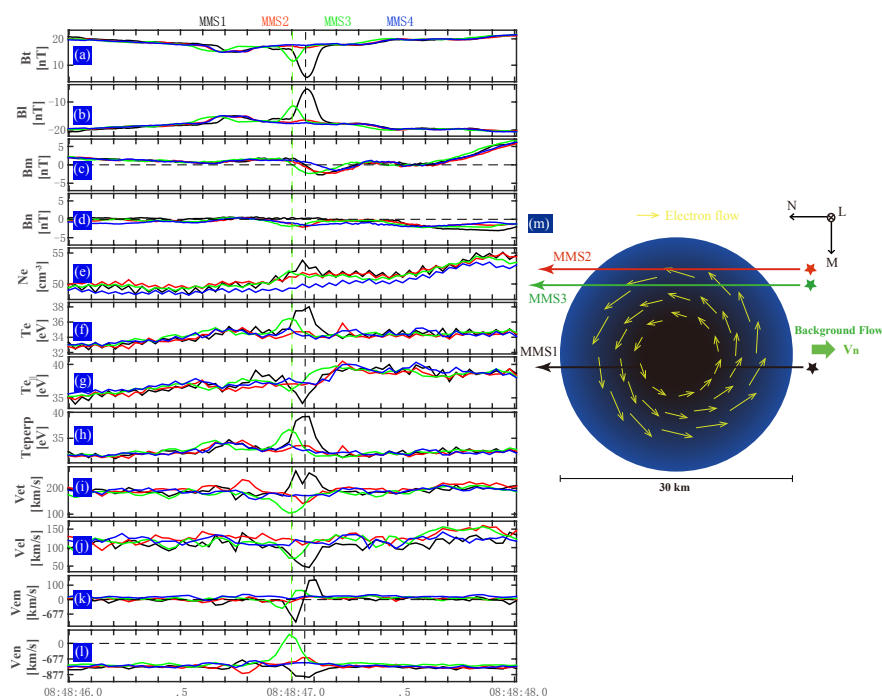 MMS1 MMS2 MMS3 MMS4
(a)
Bt
[nT]
20
10
(b)
Bl
[nT]
-10
-20
(c)
Bm
[nT]
5
0
-5
(d)
Bn
[nT]
5
0
-5
(e)
Ne
[cm⁻³]
55
50
(f)
Te
[eV]
38
36
34
32
(g)
Te
[eV]
40
35
(h)
Teperp
[eV]
40
35
(i)
Vet
[km/s]
200
100
(j)
Vel
[km/s]
150
100
50
(k)
Vem
[km/s]
100
0
-677
(l)
Ven
[km/s]
0
-677
-877
08:48:46.0 .5 08:48:47.0 .5 08:48:48.0
(m)
Electron flow
N
L
M
MMS2
MMS3
MMS1
Background Flow
Vn
30 km